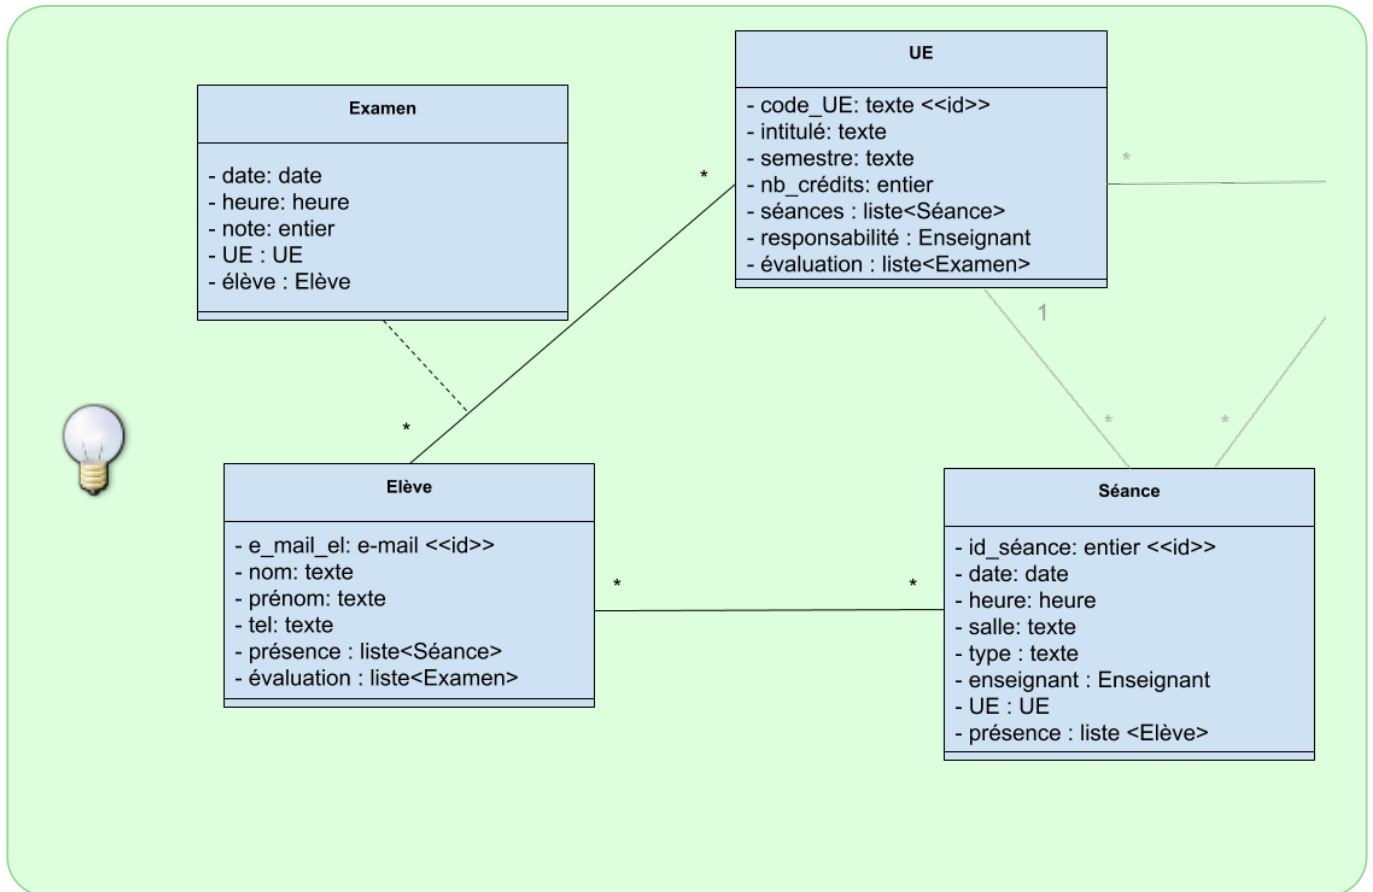 Examen
- date: date
- heure: heure
- note: entier
- UE : UE
- élève : Elève
UE
- code_UE: texte <<id>>
- intitulé: texte
- semestre: texte
- nb_crédits: entier
- séances : liste<Séance>
- responsabilité : Enseignant
- évaluation : liste<Examen>
*
*
1
*
*
*
Elève
- e_mail_el: e-mail <<id>>
- nom: texte
- prénom: texte
- tel: texte
- présence : liste<Séance>
- évaluation : liste<Examen>
*
*
Séance
- id_séance: entier <<id>>
- date: date
- heure: heure
- salle: texte
- type : texte
- enseignant : Enseignant
- UE : UE
- présence : liste <Elève>